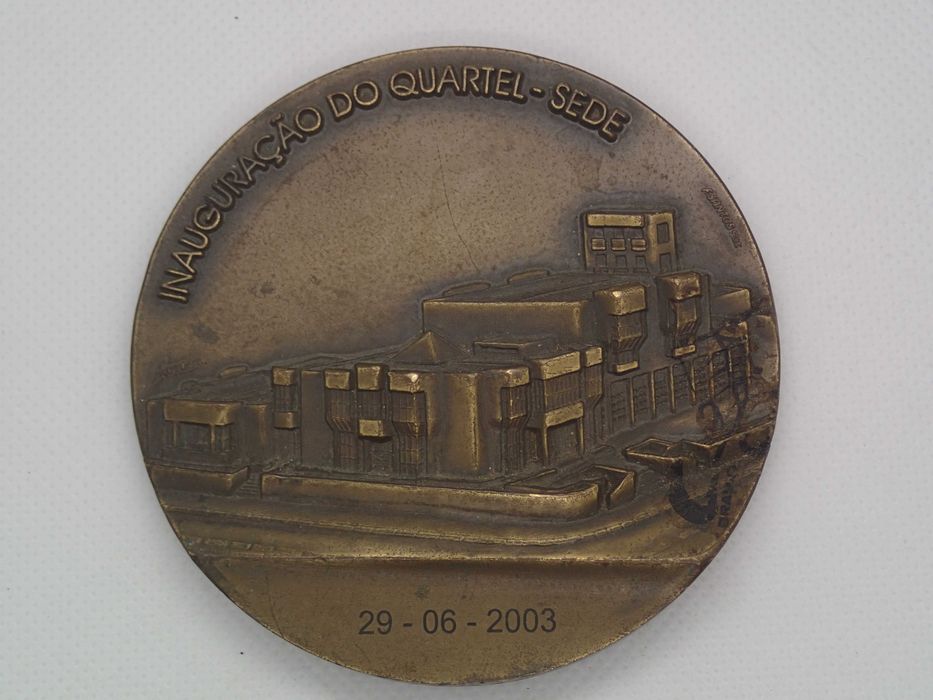 INAUGURAÇÃO DO QUARTEL - SEDE
29 - 06 - 2003